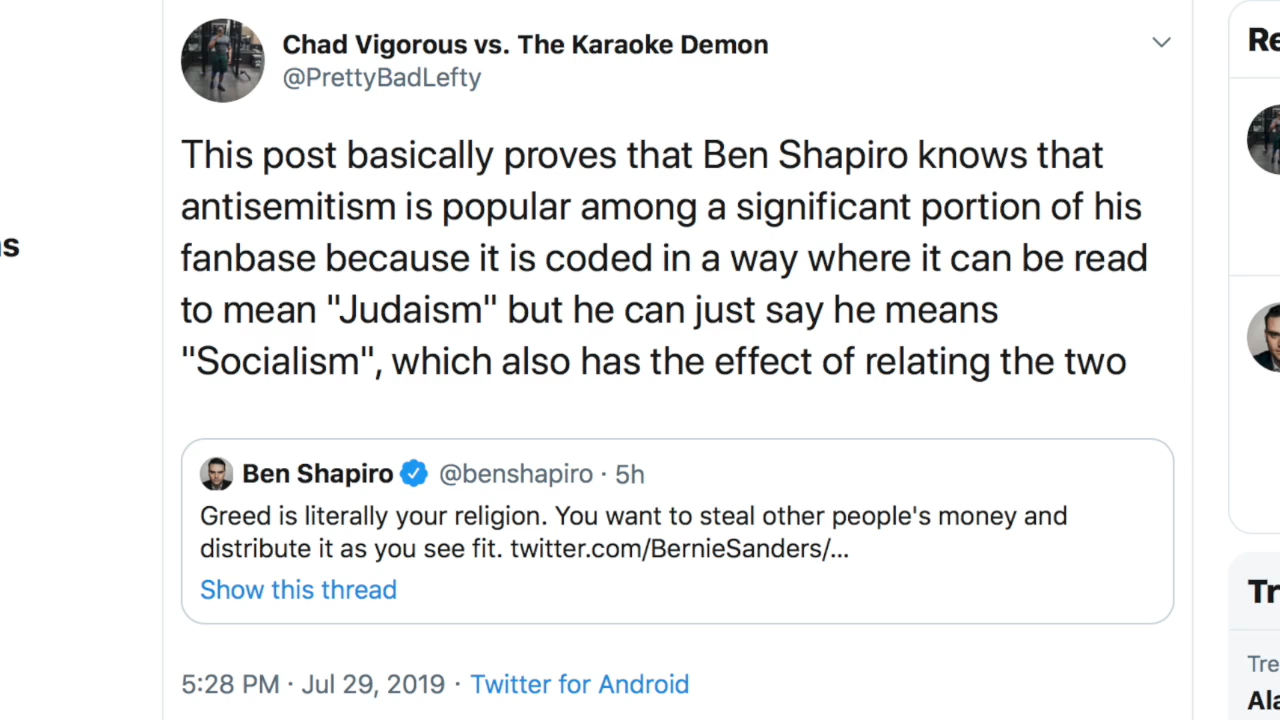 Chad Vigorous vs. The Karaoke Demon
@PrettyBadLefty
This post basically proves that Ben Shapiro knows that
antisemitism is popular among a significant portion of his
fanbase because it is coded in a way where it can be read
to mean "Judaism" but he can just say he means
"Socialism", which also has the effect of relating the two
Ben Shapiro @benshapiro · 5h
Greed is literally your religion. You want to steal other people's money and
distribute it as you see fit. twitter.com/BernieSanders/...
Show this thread
5:28 PM · Jul 29, 2019 · Twitter for Android